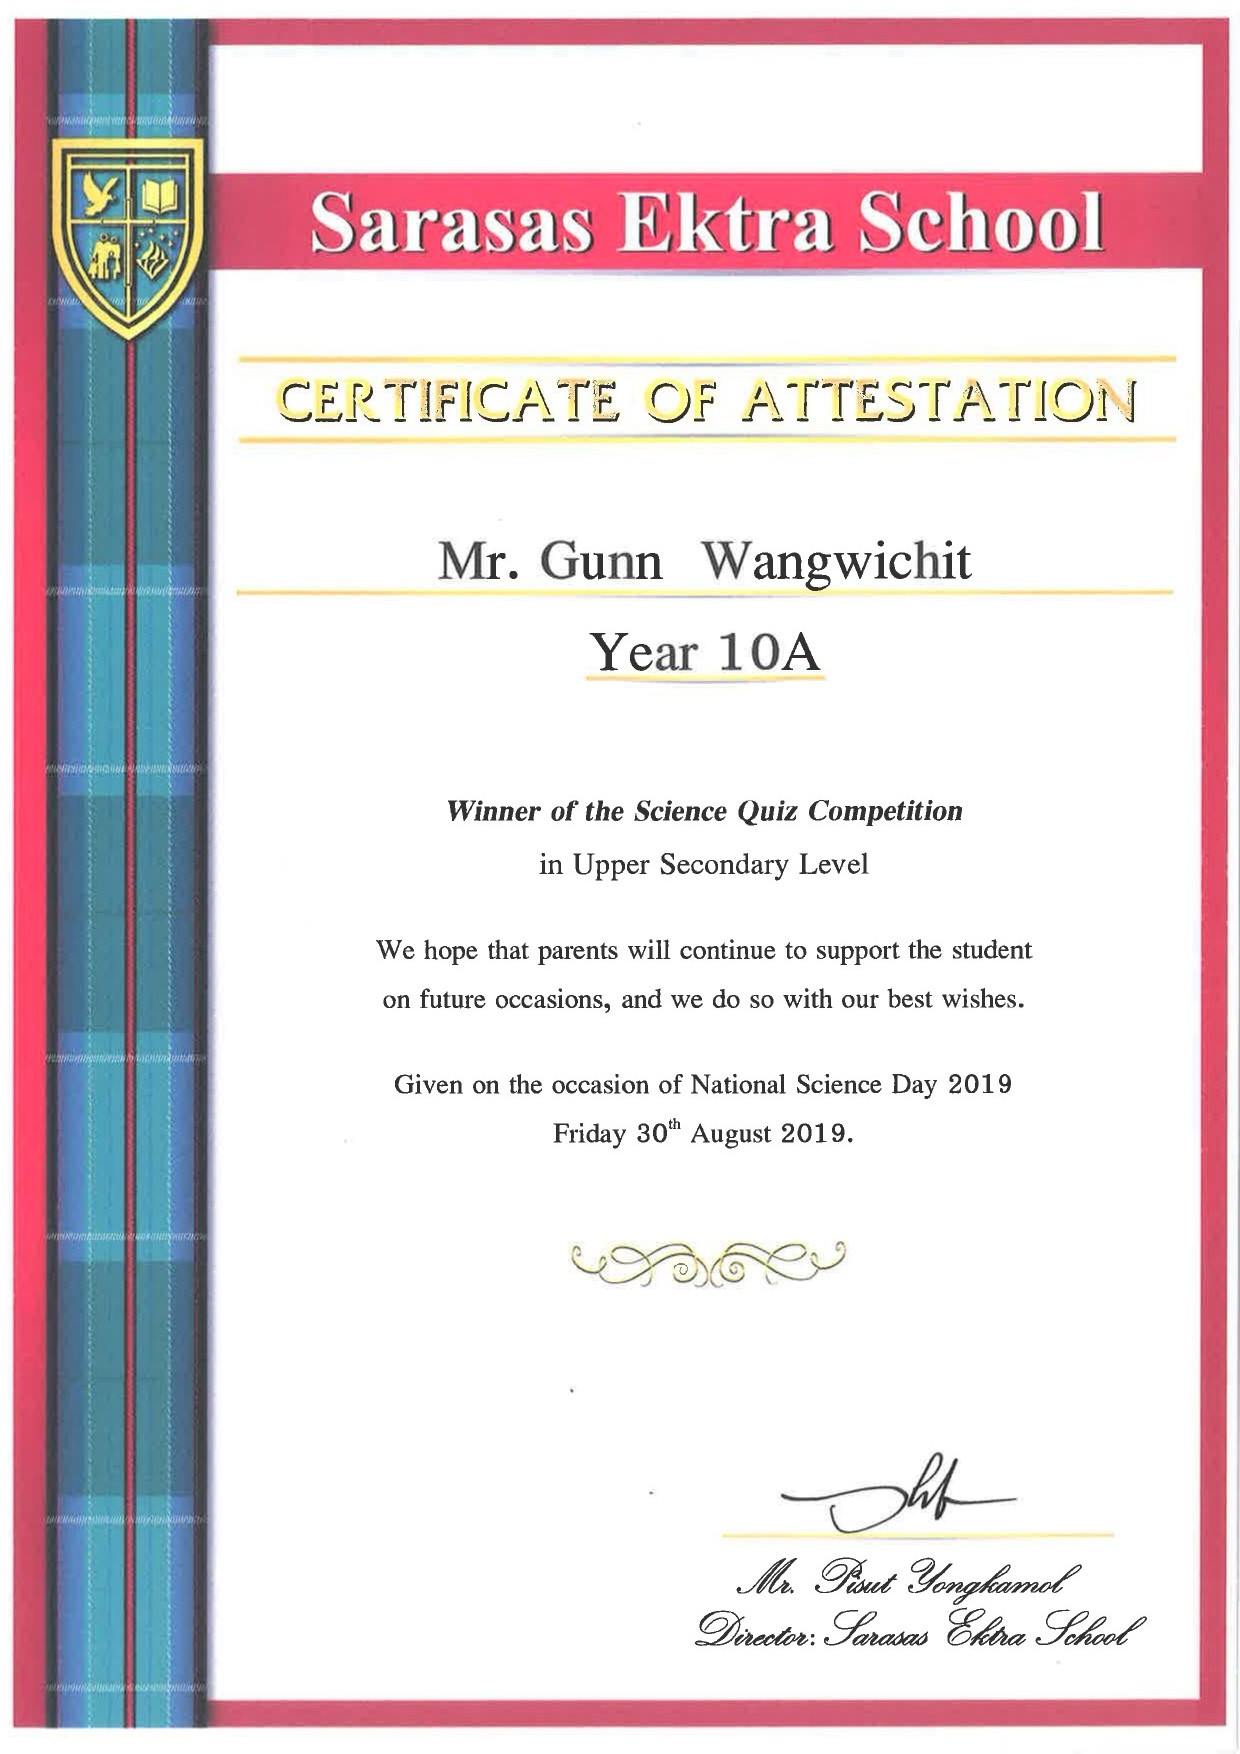 Sarasas Ektra School
CERTIFICATE OF ATTESTATION
Mr. Gunn Wangwichit
Year 10A
Winner of the Science Quiz Competition
in Upper Secondary Level
We hope that parents will continue to support the student
on future occasions, and we do so with our best wishes.
Given on the occasion of National Science Day 2019
Friday 30th August 2019.
Mr. Pisut Yongkamol
Director: Sarasas Ektra School